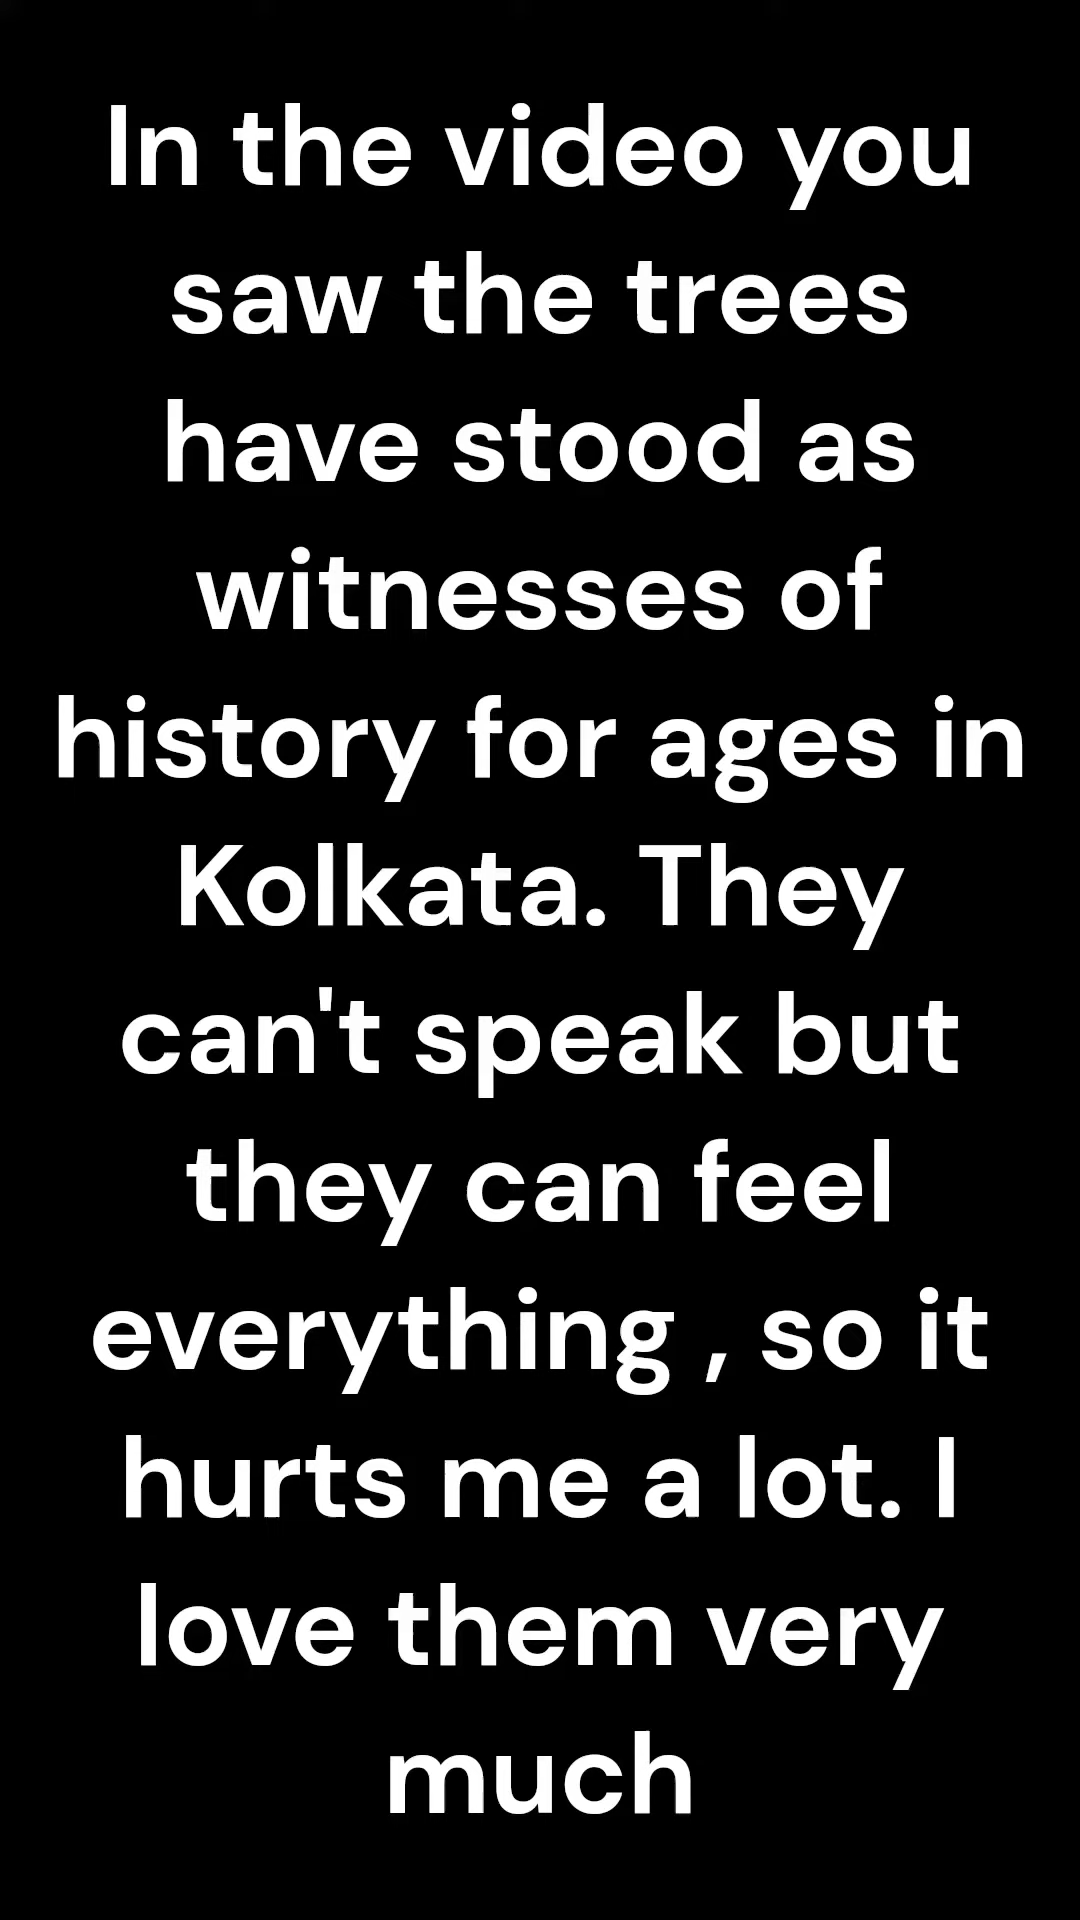 In the video you
saw the trees
have stood as
witnesses of
history for ages in
Kolkata. They
can't speak but
they can feel
everything , so it
hurts me a lot. I
love them very
much